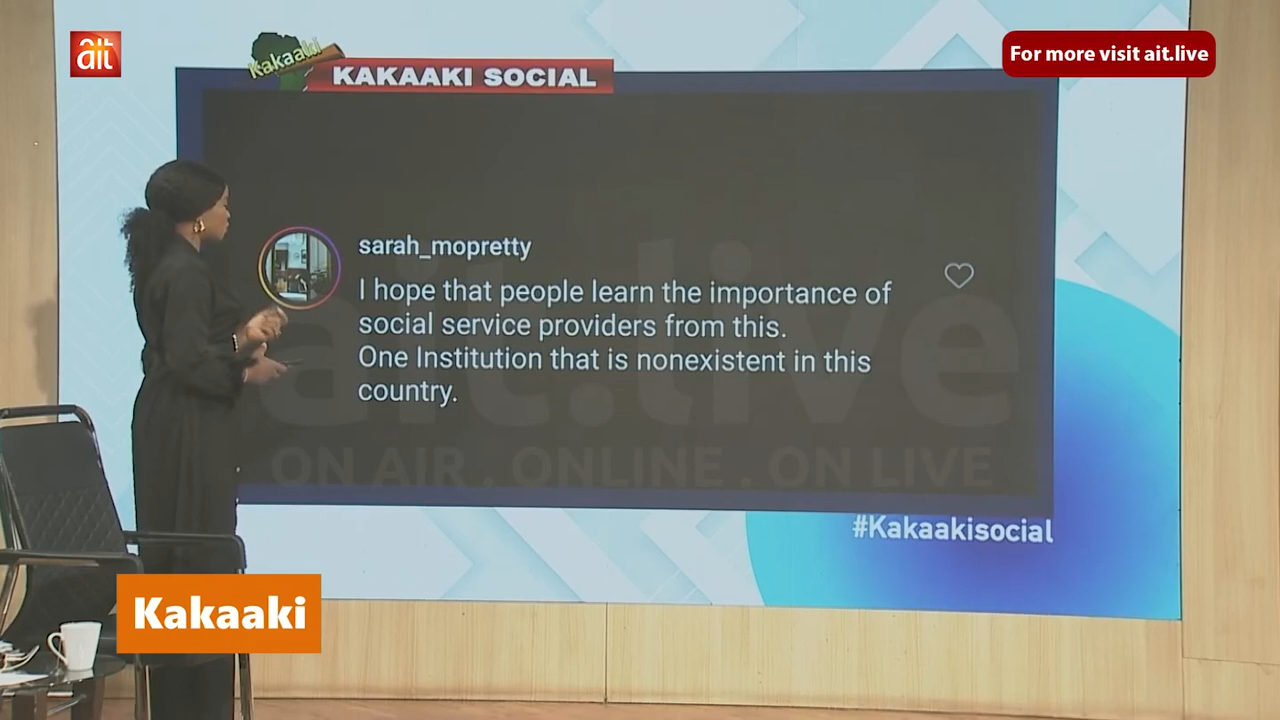 ait
For more visit ait.live
Kakaaki
KAKAAKI SOCIAL
sarah_mopretty
I hope that people learn the importance of
social service providers from this.
One Institution that is nonexistent in this
country.
ait.live
ON AIR . ONLINE . ON LIVE
#Kakaakisocial
Kakaaki